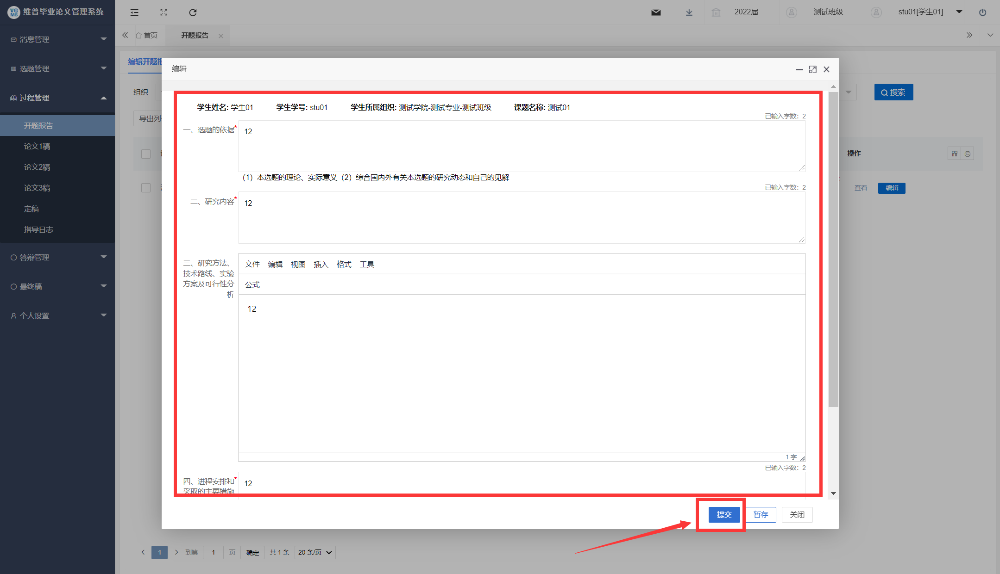 VG MS 维普毕业论文管理系统
2022届 测试班级 stu01[学生01]
消息管理
选题管理
过程管理
开题报告
论文1稿
论文2稿
论文3稿
定稿
指导日志
答辩管理
最终稿
个人设置
首页 开题报告
编辑开题报
组织
搜索
导出列
操作
查看 编辑
编辑
学生姓名: 学生01 学生学号: stu01 学生所属组织: 测试学院-测试专业-测试班级 课题名称: 测试01
已输入字数：2
一、选题的依据*
12
（1）本选题的理论、实际意义（2）综合国内外有关本选题的研究动态和自己的见解
已输入字数：2
二、研究内容*
12
三、研究方法、
技术路线、实验
方案及可行性分
析
文件 编辑 视图 插入 格式 工具
公式
12
1 字
已输入字数：2
四、进程安排和*
采取的主要措施
12
提交 暂存 关闭
1 到第 1 页 确定 共 1 条 20 条/页